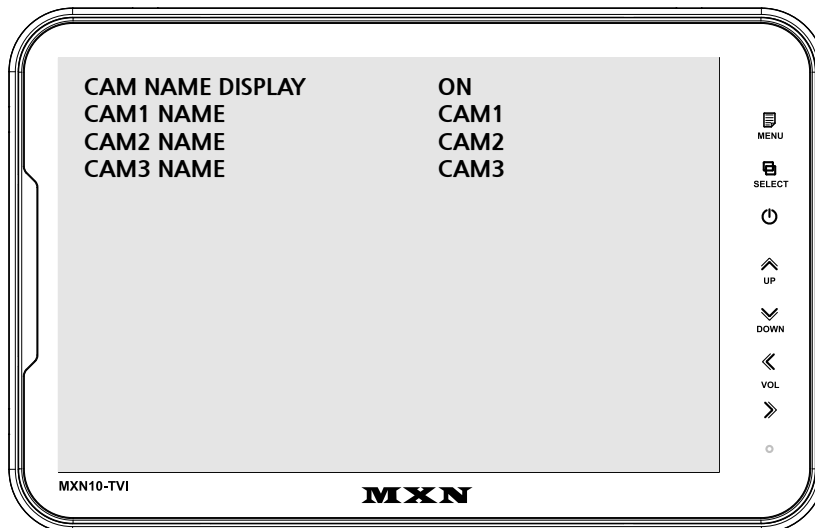 CAM NAME DISPLAY ON
CAM1 NAME CAM1
CAM2 NAME CAM2
CAM3 NAME CAM3
MENU
SELECT
UP
DOWN
VOL
MXN10-TVI
MXN